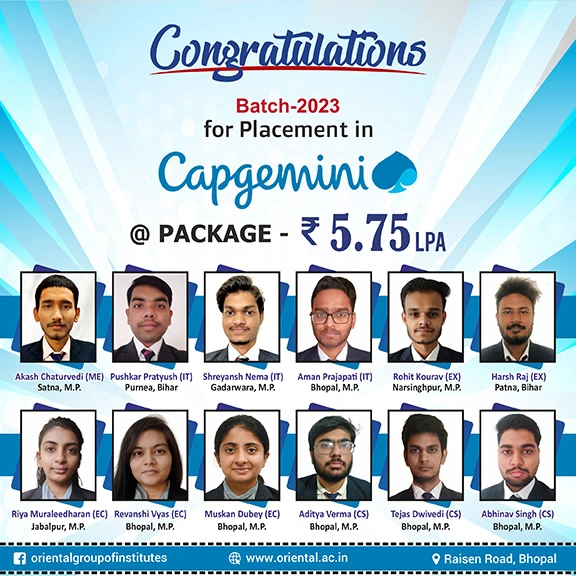 Congratulations
Batch-2023
for Placement in
Capgemini
@ PACKAGE - ₹ 5.75 LPA
Akash Chaturvedi (ME) Pushkar Pratyush (IT) Shreyansh Nema (IT) Aman Prajapati (IT) Rohit Kourav (EX) Harsh Raj (EX)
Satna, M.P. Purnea, Bihar Gadarwara, M.P. Bhopal, M.P. Narsinghpur, M.P. Patna, Bihar
Riya Muraleedharan (EC) Revanshi Vyas (EC) Muskan Dubey (EC) Aditya Verma (CS) Tejas Dwivedi (CS) Abhinav Singh (CS)
Jabalpur, M.P. Bhopal, M.P. Bhopal, M.P. Bhopal, M.P. Bhopal, M.P. Bhopal, M.P.
orientalgroupofinstitutes www.oriental.ac.in Raisen Road, Bhopal